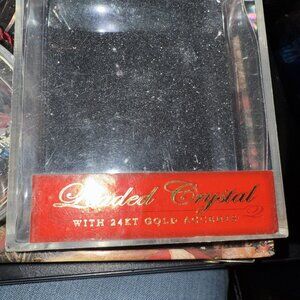 Leaded Crystal
WITH 24KT GOLD ACCENTS